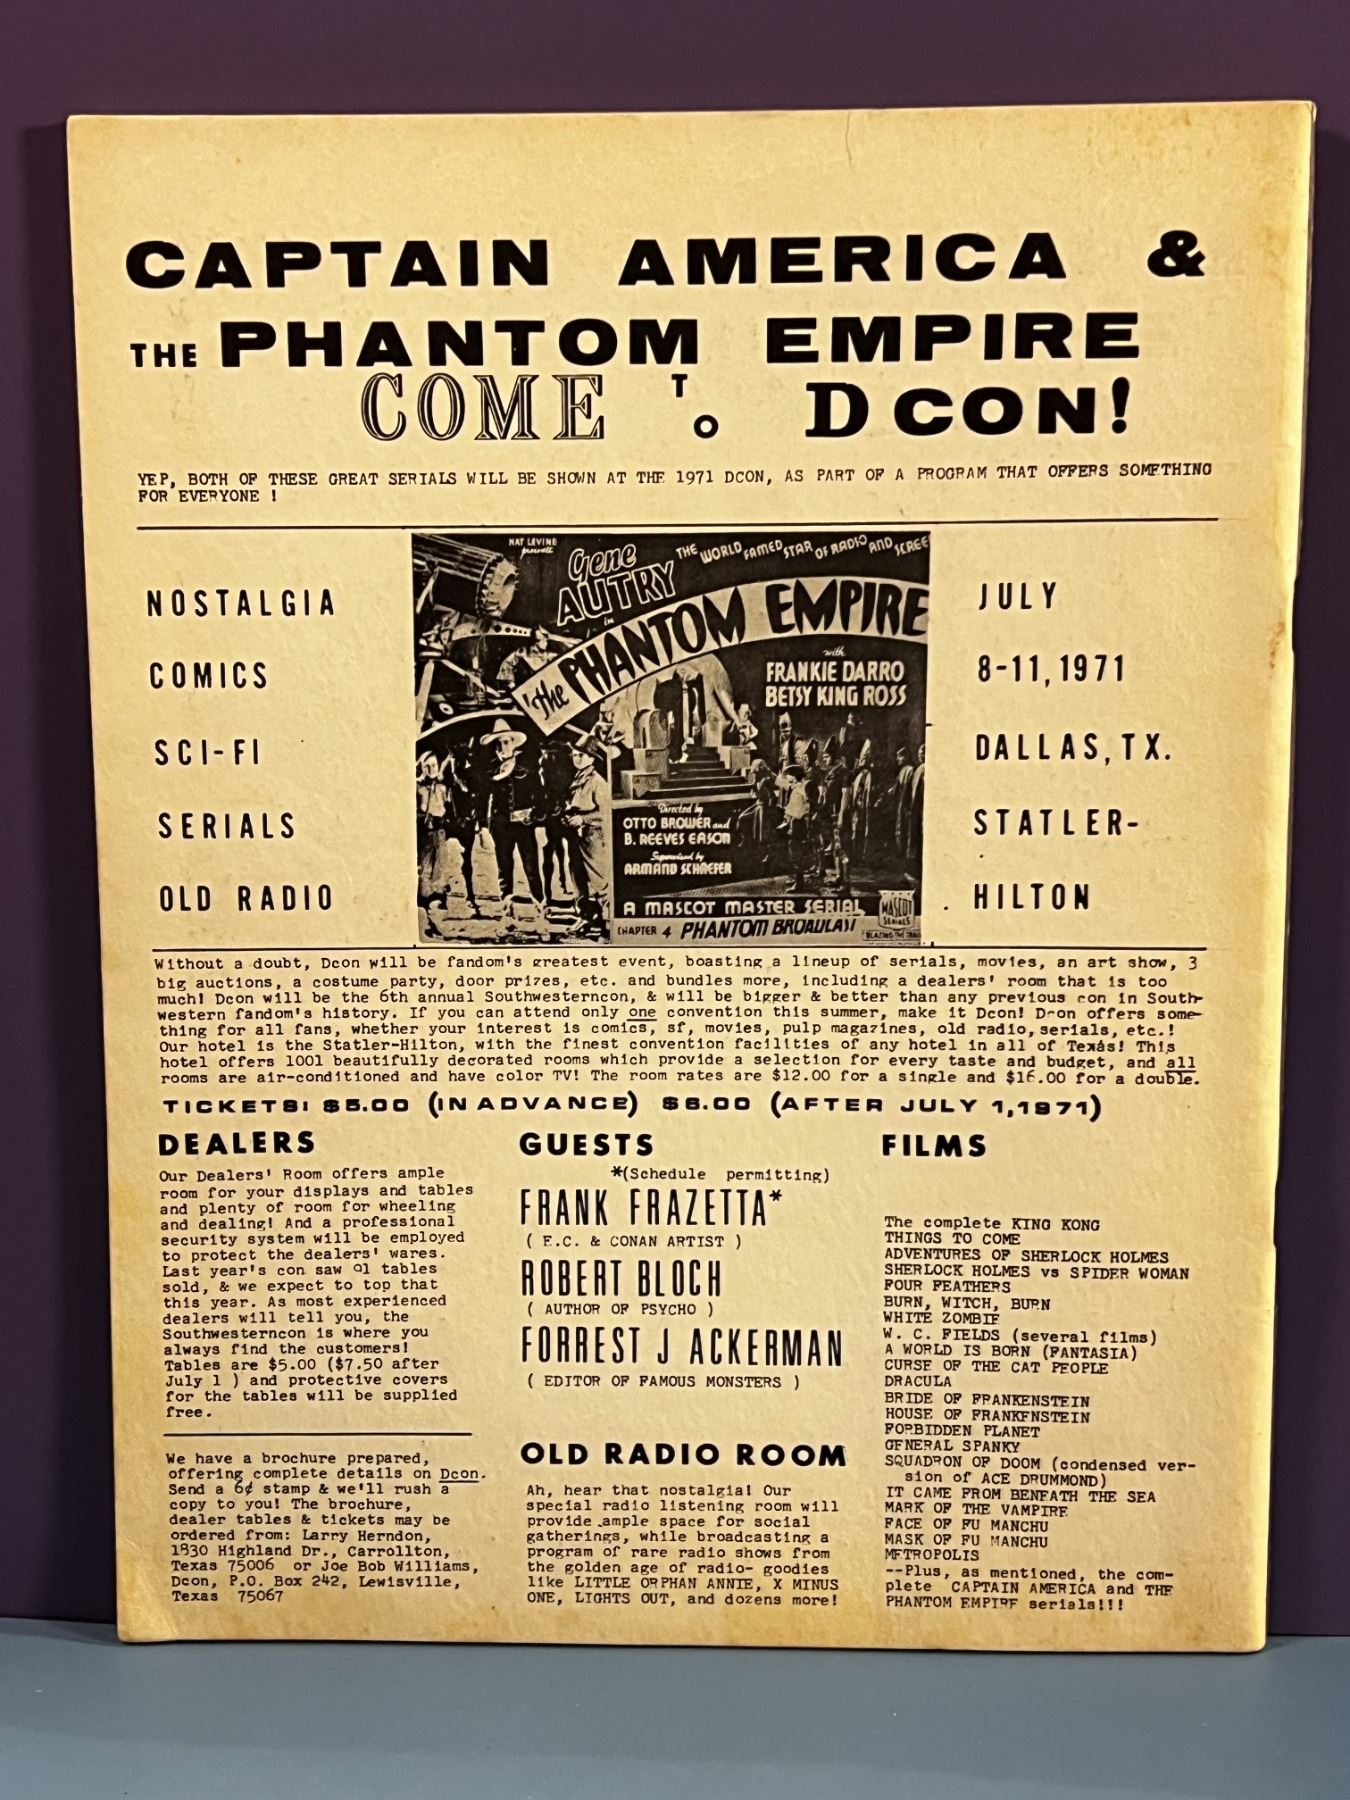 CAPTAIN AMERICA &
THE PHANTOM EMPIRE
COME TO DCON!
YEP, BOTH OF THESE GREAT SERIALS WILL BE SHOWN AT THE 1971 DCON, AS PART OF A PROGRAM THAT OFFERS SOMETHING
FOR EVERYONE !
NOSTALGIA
COMICS
SCI-FI
SERIALS
OLD RADIO
NAT LEVINE
presents
Gene
AUTRY
in
THE WORLD FAMED STAR OF RADIO AND SCREE
'the PHANTOM EMPIRE
with
FRANKIE DARRO
BETSY KING ROSS
Directed by
OTTO BROWER and
B. REEVES EASON
Supervised by
ARMAND SCHAEFER
A MASCOT MASTER SERIAL
MASCOT
SERIALS
CHAPTER 4 PHANTOM BROADCAST
BLAZING THE TRAIL
JULY
8-11,1971
DALLAS,TX.
STATLER-
HILTON
Without a doubt, Dcon will be fandom's greatest event, boasting a lineup of serials, movies, an art show, 3
big auctions, a costume party, door prizes, etc. and bundles more, including a dealers' room that is too
much! Dcon will be the 6th annual Southwesterncon, & will be bigger & better than any previous con in South-
western fandom's history. If you can attend only one convention this summer, make it Dcon! Dcon offers some-
thing for all fans, whether your interest is comics, sf, movies, pulp magazines, old radio, serials, etc.!
Our hotel is the Statler-Hilton, with the finest convention facilities of any hotel in all of Texas! This
hotel offers 1001 beautifully decorated rooms which provide a selection for every taste and budget, and all
rooms are air-conditioned and have color TV! The room rates are $12.00 for a single and $16.00 for a double.
TICKETS: $5.00 (IN ADVANCE) $6.00 (AFTER JULY 1,1971)
DEALERS
Our Dealers' Room offers ample
room for your displays and tables
and plenty of room for wheeling
and dealing! And a professional
security system will be employed
to protect the dealers' wares.
Last year's con saw 91 tables
sold, & we expect to top that
this year. As most experienced
dealers will tell you, the
Southwesterncon is where you
always find the customers!
Tables are $5.00 ($7.50 after
July 1 ) and protective covers
for the tables will be supplied
free.
We have a brochure prepared,
offering complete details on Dcon.
Send a 6¢ stamp & we'll rush a
copy to you! The brochure,
dealer tables & tickets may be
ordered from: Larry Herndon,
1830 Highland Dr., Carrollton,
Texas 75006 or Joe Bob Williams,
Dcon, P.O. Box 242, Lewisville,
Texas 75067
GUESTS
*(Schedule permitting)
FRANK FRAZETTA*
( E.C. & CONAN ARTIST )
ROBERT BLOCH
( AUTHOR OF PSYCHO )
FORREST J ACKERMAN
( EDITOR OF FAMOUS MONSTERS )
OLD RADIO ROOM
Ah, hear that nostalgia! Our
special radio listening room will
provide ample space for social
gatherings, while broadcasting a
program of rare radio shows from
the golden age of radio- goodies
like LITTLE ORPHAN ANNIE, X MINUS
ONE, LIGHTS OUT, and dozens more!
FILMS
The complete KING KONG
THINGS TO COME
ADVENTURES OF SHERLOCK HOLMES
SHERLOCK HOLMES vs SPIDER WOMAN
FOUR FEATHERS
BURN, WITCH, BURN
WHITE ZOMBIE
W. C. FIELDS (several films)
A WORLD IS BORN (FANTASIA)
CURSE OF THE CAT PEOPLE
DRACULA
BRIDE OF FRANKENSTEIN
HOUSE OF FRANKENSTEIN
FORBIDDEN PLANET
GENERAL SPANKY
SQUADRON OF DOOM (condensed ver-
sion of ACE DRUMMOND)
IT CAME FROM BENEATH THE SEA
MARK OF THE VAMPIRE
FACE OF FU MANCHU
MASK OF FU MANCHU
METROPOLIS
--Plus, as mentioned, the com-
plete CAPTAIN AMERICA and THE
PHANTOM EMPIRE serials!!!